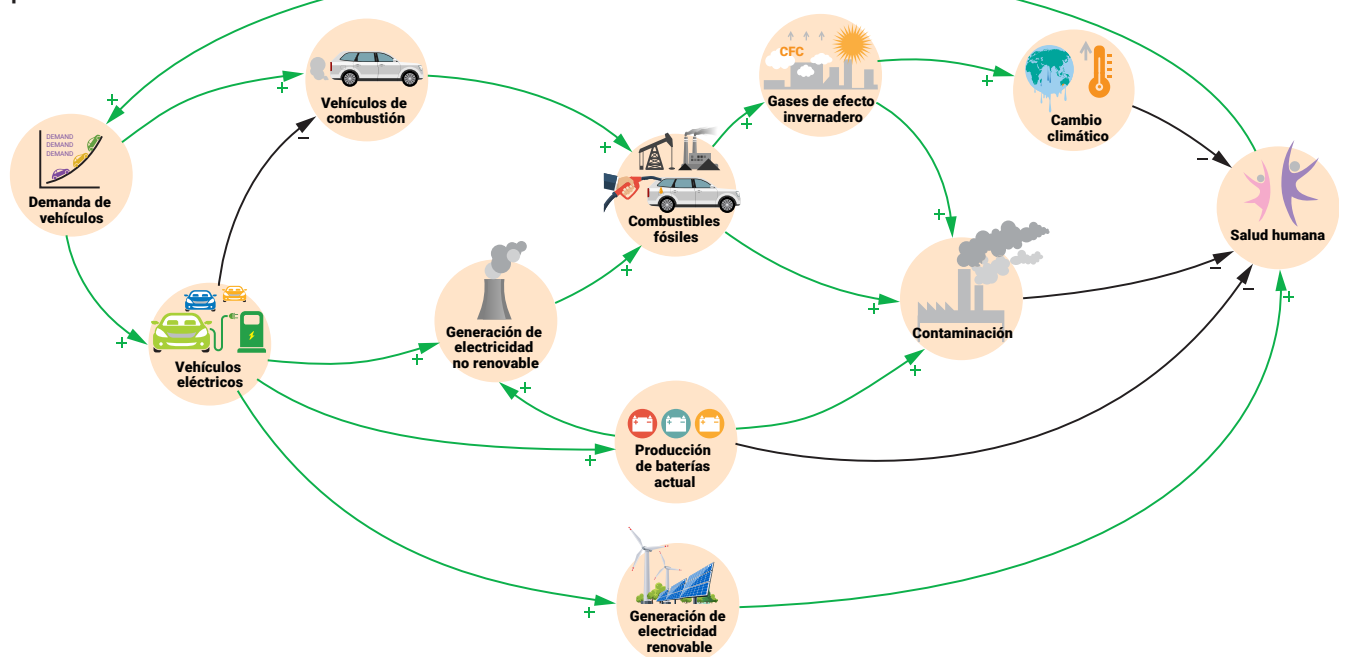 CFC
Gases de efecto
invernadero
+
Cambio
climático
+
Vehículos de
combustión
+
−
+
DEMAND
DEMAND
DEMAND
Demanda de
vehículos
+
+
Combustibles
fósiles
+
−
Salud humana
−
−
+
+
Contaminación
+
+
Generación de
electricidad
no renovable
+
+
+
Vehículos
eléctricos
+
+
Producción
de baterías
actual
+
Generación de
electricidad
renovable